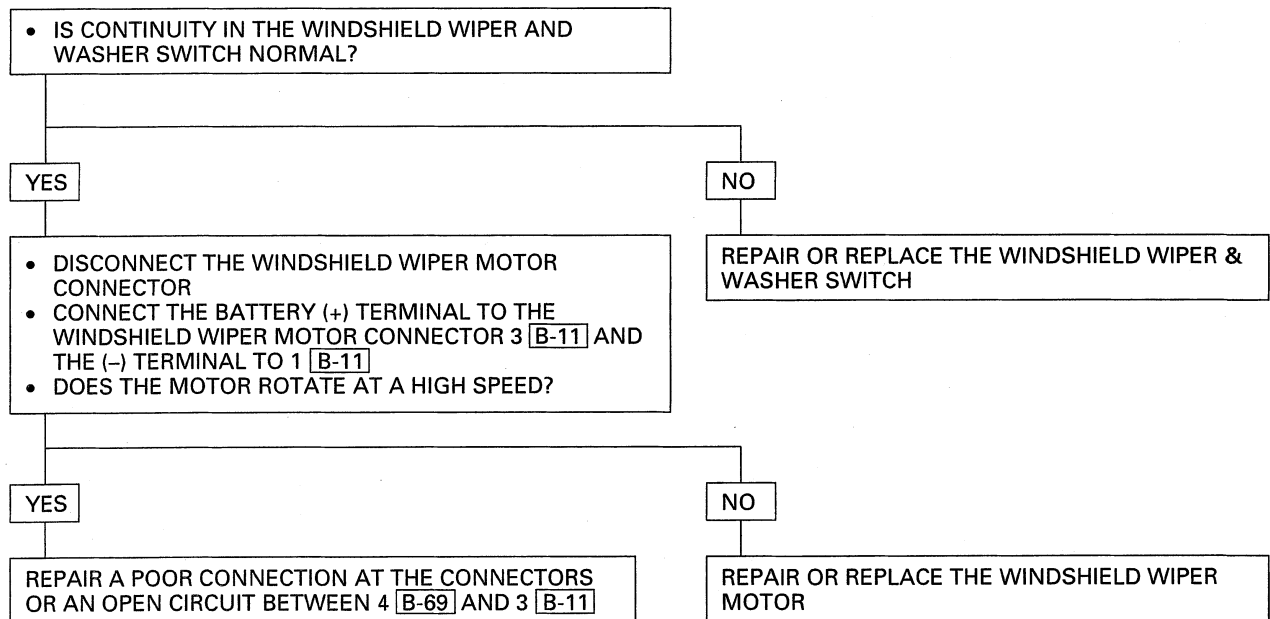 • IS CONTINUITY IN THE WINDSHIELD WIPER AND
WASHER SWITCH NORMAL?
YES
NO
• DISCONNECT THE WINDSHIELD WIPER MOTOR
CONNECTOR
• CONNECT THE BATTERY (+) TERMINAL TO THE
WINDSHIELD WIPER MOTOR CONNECTOR 3 B-11 AND
THE (–) TERMINAL TO 1 B-11
• DOES THE MOTOR ROTATE AT A HIGH SPEED?
REPAIR OR REPLACE THE WINDSHIELD WIPER &
WASHER SWITCH
YES
NO
REPAIR A POOR CONNECTION AT THE CONNECTORS
OR AN OPEN CIRCUIT BETWEEN 4 B-69 AND 3 B-11
REPAIR OR REPLACE THE WINDSHIELD WIPER
MOTOR